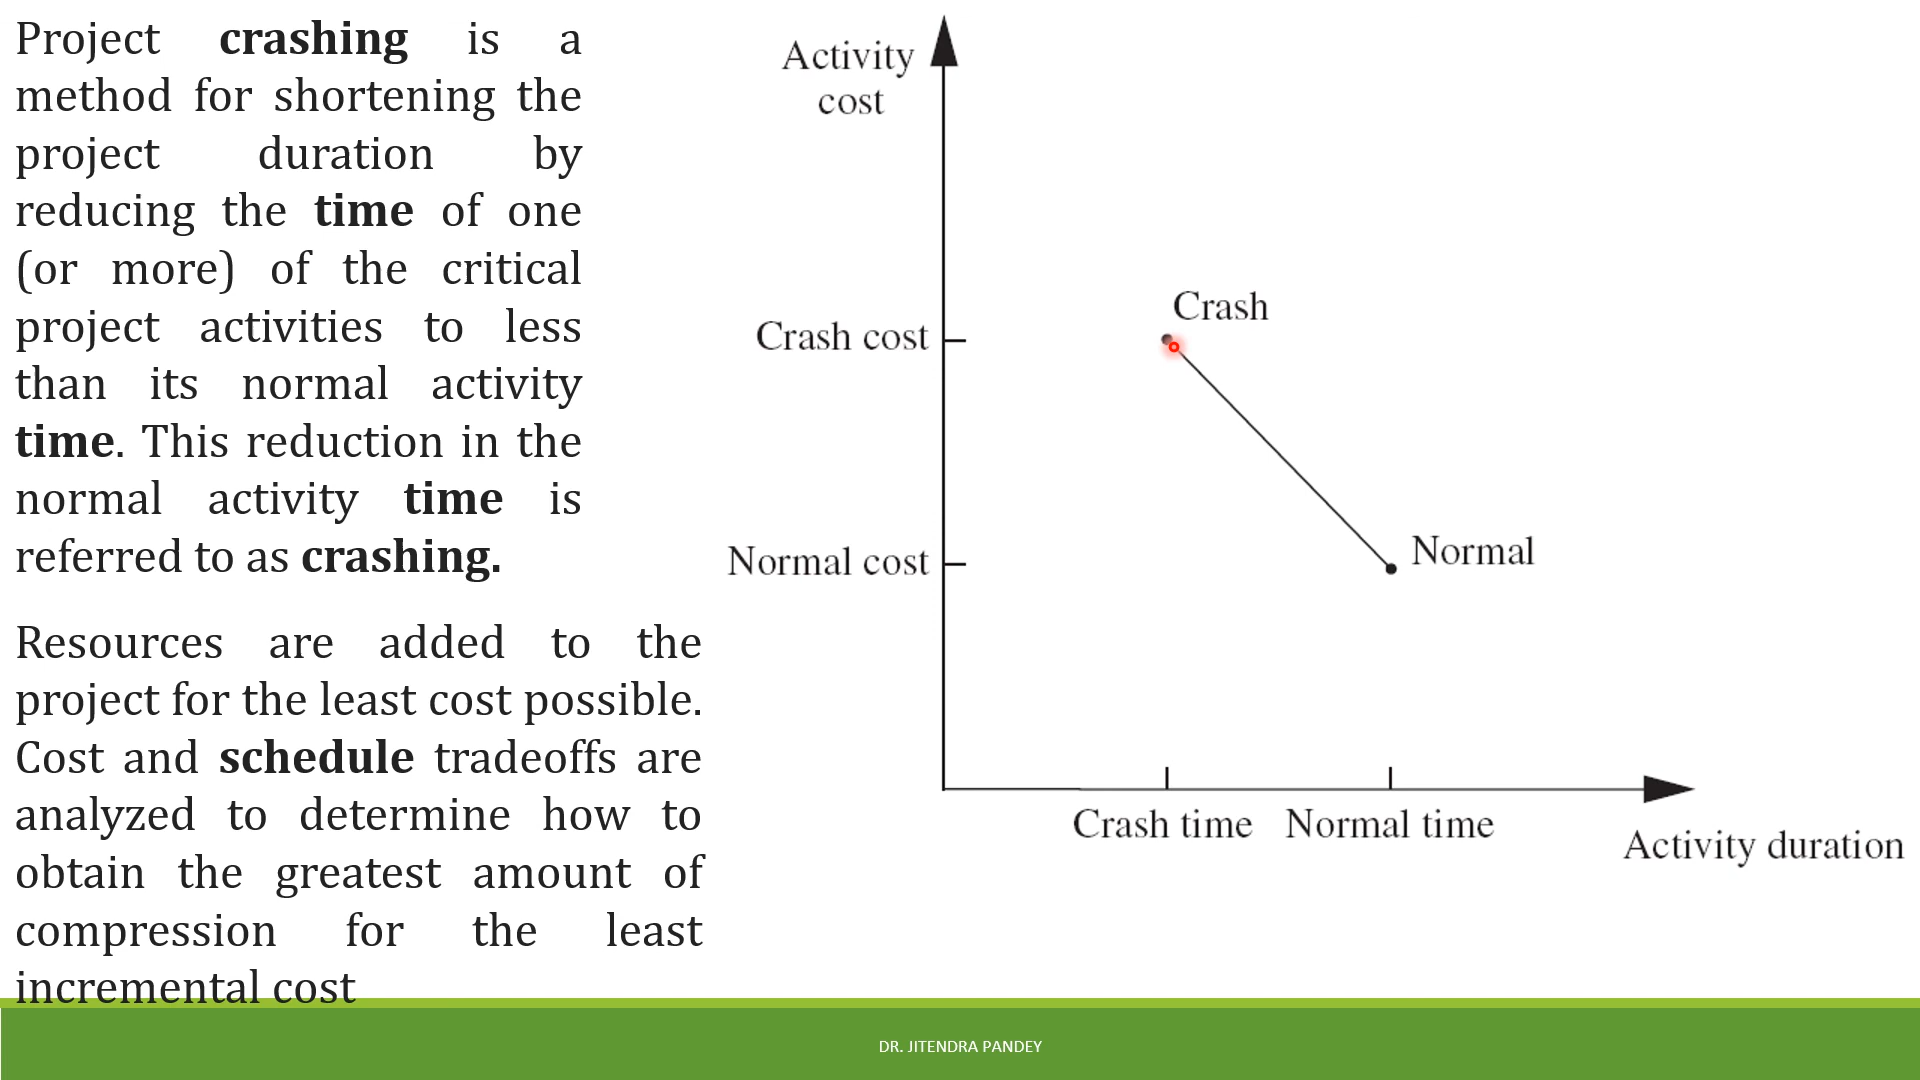 Project crashing is a
method for shortening the
project duration by
reducing the time of one
(or more) of the critical
project activities to less
than its normal activity
time. This reduction in the
normal activity time is
referred to as crashing.
Resources are added to the
project for the least cost possible.
Cost and schedule tradeoffs are
analyzed to determine how to
obtain the greatest amount of
compression for the least
incremental cost
Activity
cost
Crash
Crash cost
Normal
Normal cost
Crash time
Normal time
Activity duration
DR. JITENDRA PANDEY